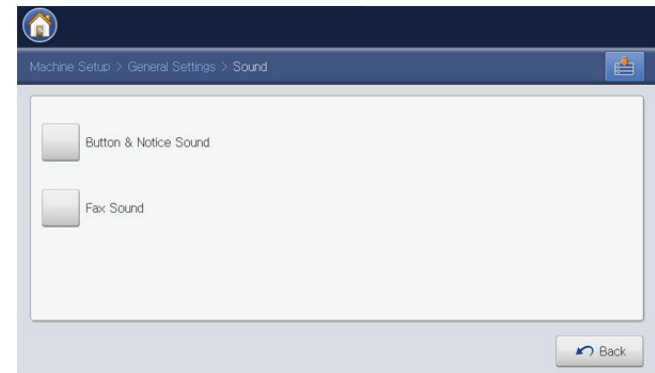 Machine Setup > General Settings > Sound
Button & Notice Sound
Fax Sound
Back